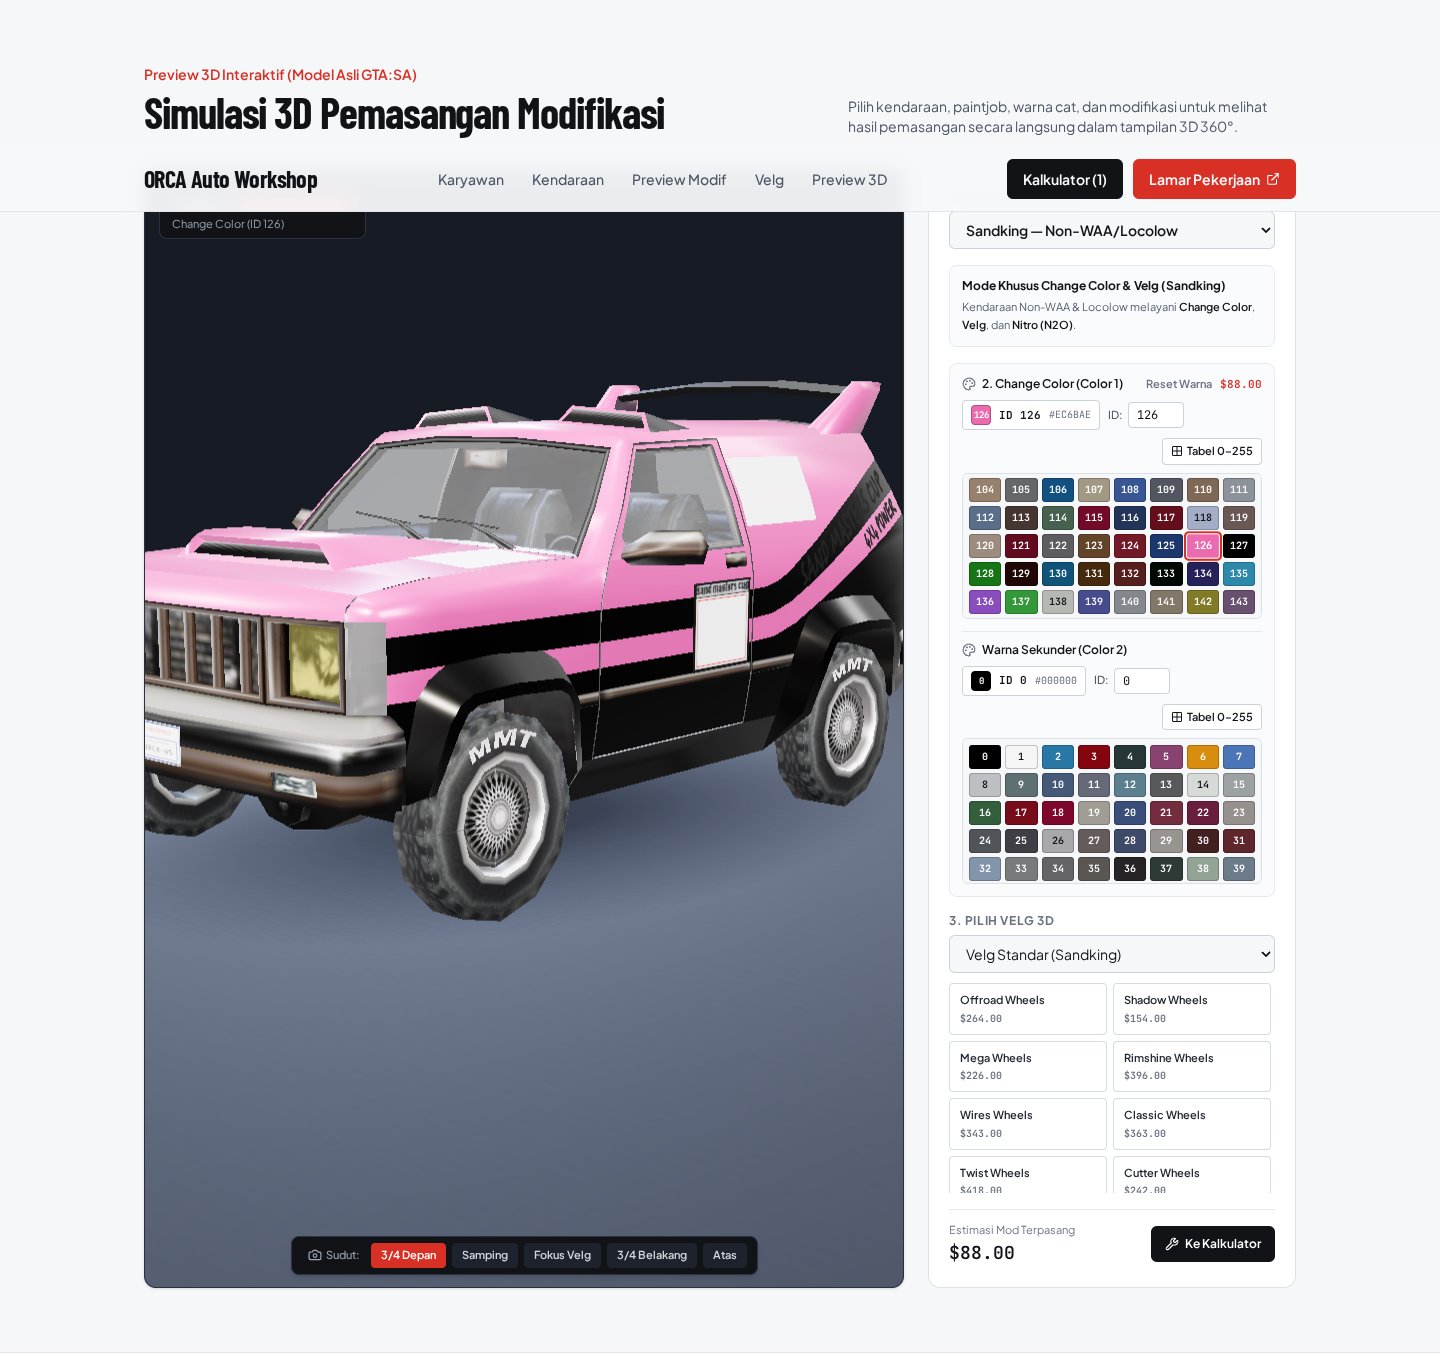 Preview 3D Interaktif (Model Asli GTA:SA)
Simulasi 3D Pemasangan Modifikasi
Pilih kendaraan, paintjob, warna cat, dan modifikasi untuk melihat
hasil pemasangan secara langsung dalam tampilan 3D 360°.
ORCA Auto Workshop
Karyawan
Kendaraan
Preview Modif
Velg
Preview 3D
Kalkulator (1)
Lamar Pekerjaan
Change Color (ID 126)
SAND MASTERS CUP
4X4 POWER
sand masters cup
MMT
MMT
Sandking — Non-WAA/Locolow
Mode Khusus Change Color & Velg (Sandking)
Kendaraan Non-WAA & Locolow melayani Change Color,
Velg, dan Nitro (N2O).
2. Change Color (Color 1)
Reset Warna
$88.00
126 ID 126 #EC6BAE
ID: 126
Tabel 0–255
104 105 106 107 108 109 110 111
112 113 114 115 116 117 118 119
120 121 122 123 124 125 126 127
128 129 130 131 132 133 134 135
136 137 138 139 140 141 142 143
Warna Sekunder (Color 2)
0 ID 0 #000000
ID: 0
Tabel 0–255
0 1 2 3 4 5 6 7
8 9 10 11 12 13 14 15
16 17 18 19 20 21 22 23
24 25 26 27 28 29 30 31
32 33 34 35 36 37 38 39
3. PILIH VELG 3D
Velg Standar (Sandking)
Offroad Wheels
$264.00
Shadow Wheels
$154.00
Mega Wheels
$226.00
Rimshine Wheels
$396.00
Wires Wheels
$343.00
Classic Wheels
$363.00
Twist Wheels
$418.00
Cutter Wheels
$242.00
Estimasi Mod Terpasang
$88.00
Ke Kalkulator
Sudut:
3/4 Depan
Samping
Fokus Velg
3/4 Belakang
Atas